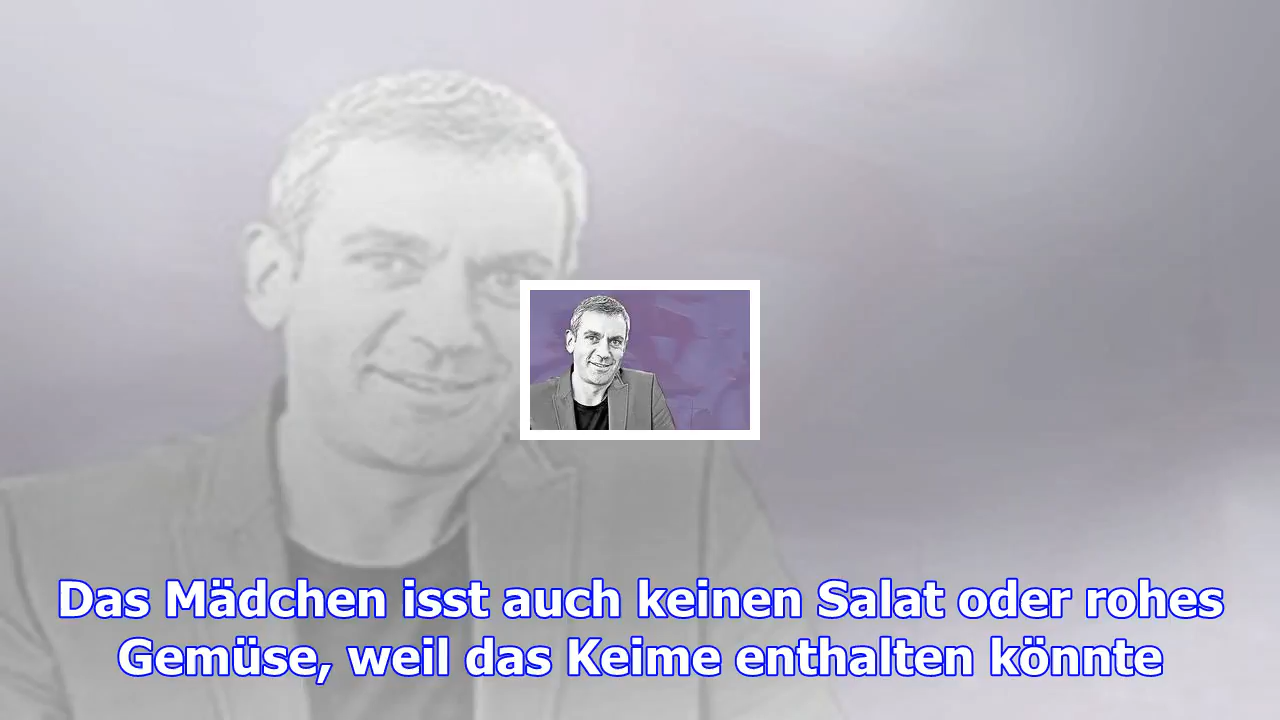 Das Mädchen isst auch keinen Salat oder rohes
Gemüse, weil das Keime enthalten könnte